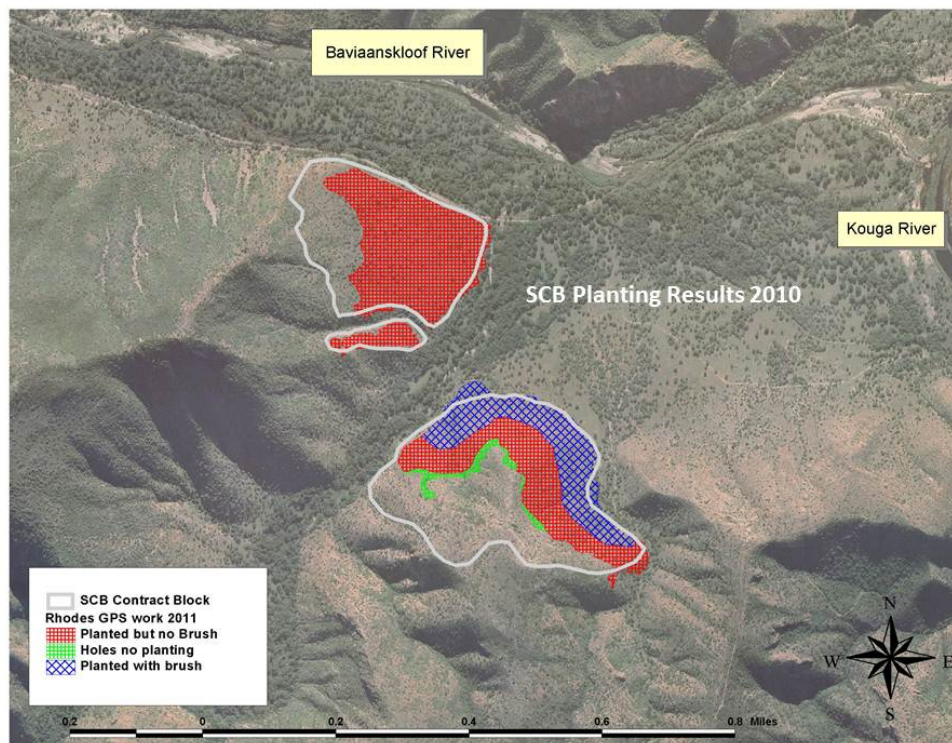 Baviaanskloof River
Kouga River
SCB Planting Results 2010
SCB Contract Block
Rhodes GPS work 2011
Planted but no Brush
Holes no planting
Planted with brush
N
W E
S
0.2 0 0.2 0.4 0.6 0.8 Miles